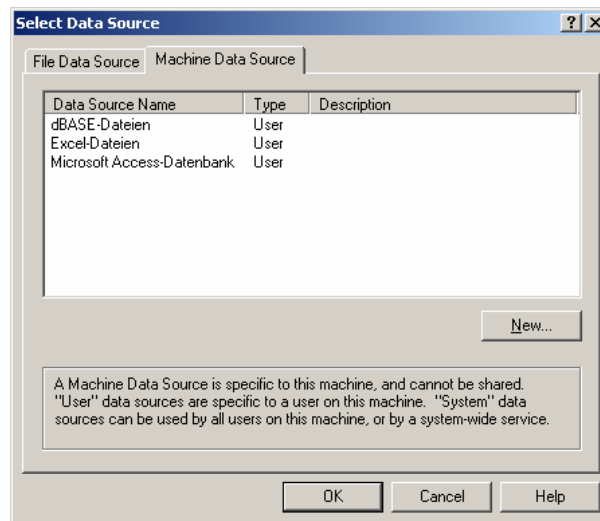 Select Data Source
File Data Source Machine Data Source
Data Source Name Type Description
dBASE-Dateien User
Excel-Dateien User
Microsoft Access-Datenbank User
New...
A Machine Data Source is specific to this machine, and cannot be shared.
"User" data sources are specific to a user on this machine. "System" data
sources can be used by all users on this machine, or by a system-wide service.
OK Cancel Help